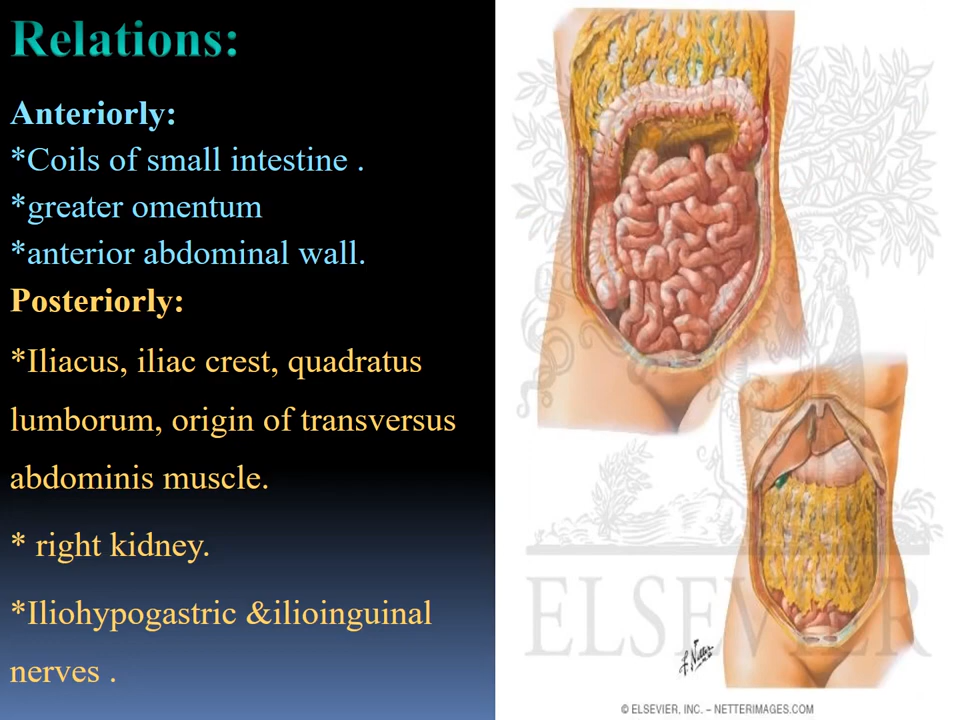 Relations:
Anteriorly:
*Coils of small intestine .
*greater omentum
*anterior abdominal wall.
Posteriorly:
*Iliacus, iliac crest, quadratus
lumborum, origin of transversus
abdominis muscle.
* right kidney.
*Iliohypogastric &ilioinguinal
nerves .
ELSEVIER
F. Netter
© ELSEVIER, INC. – NETTERIMAGES.COM